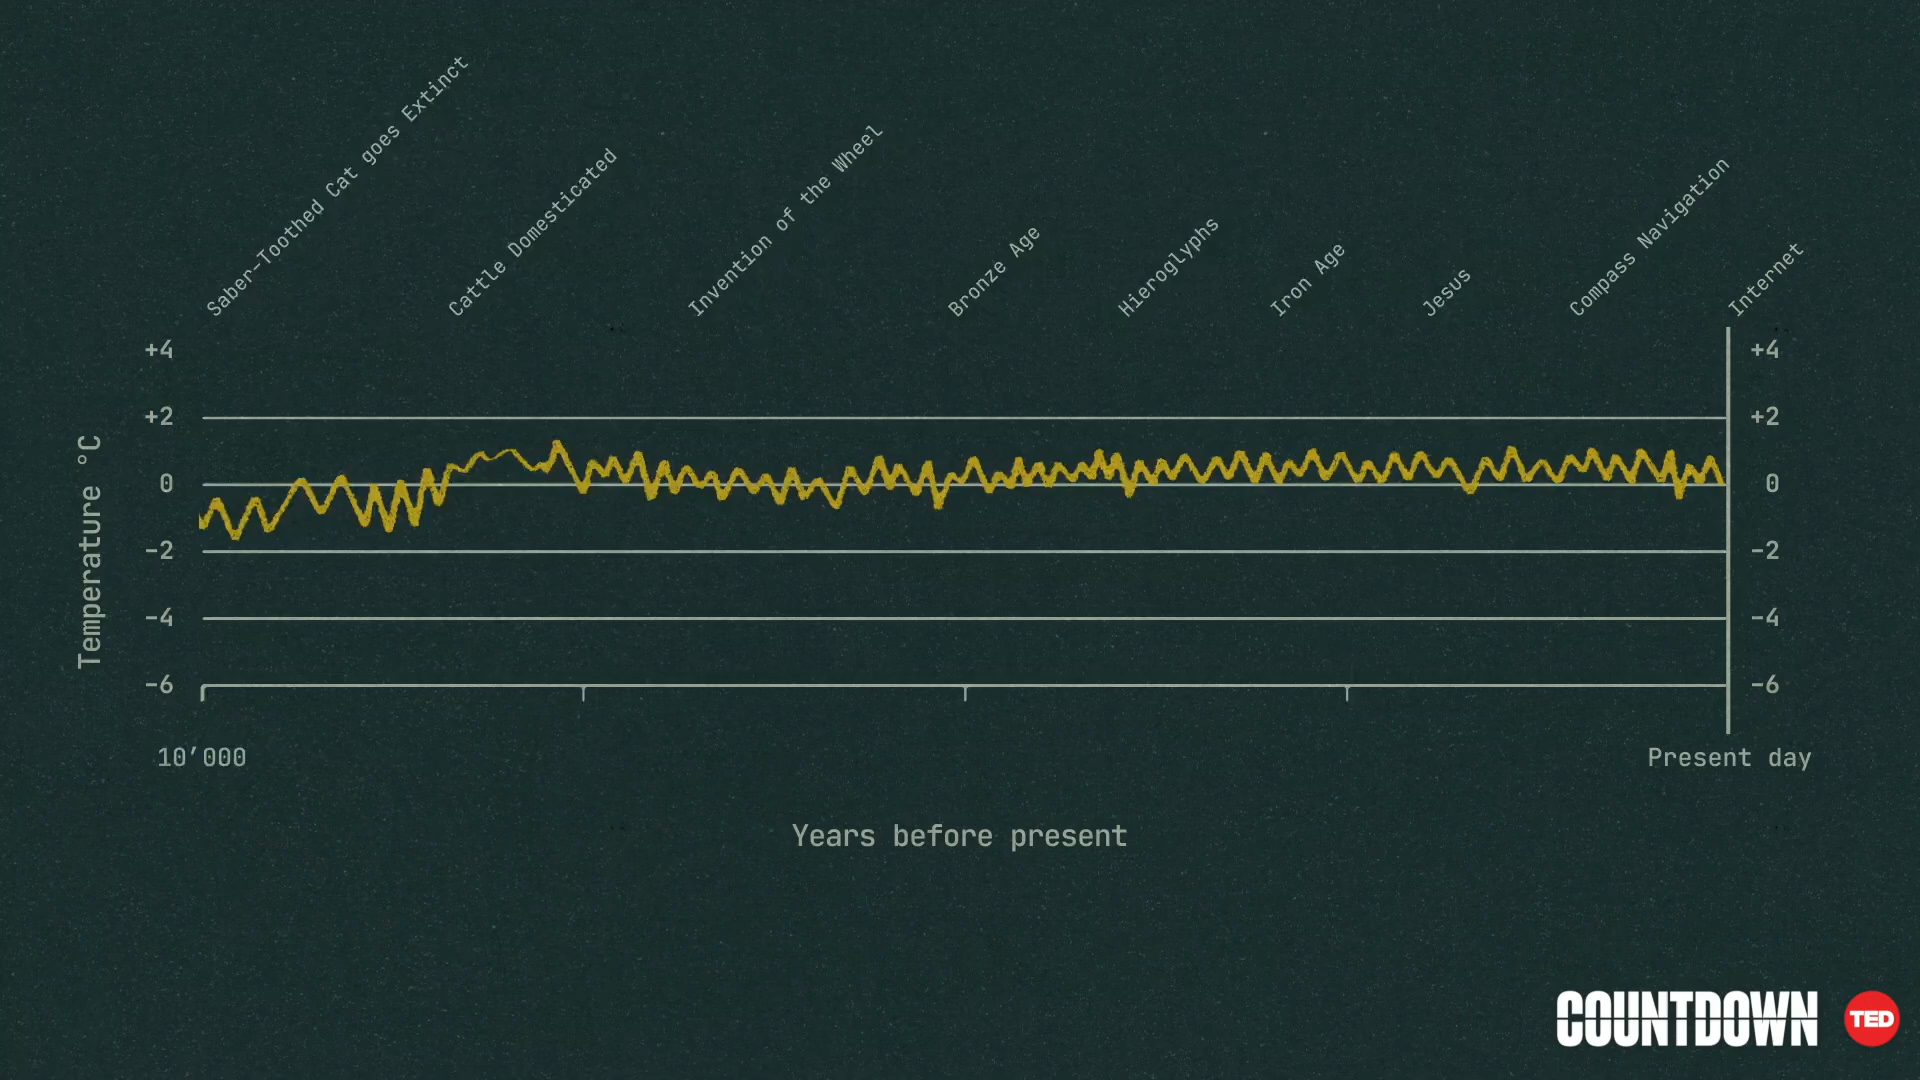 Saber-Toothed Cat goes Extinct
Cattle Domesticated
Invention of the Wheel
Bronze Age
Hieroglyphs
Iron Age
Jesus
Compass Navigation
Internet
+4
+2
0
-2
-4
-6
Temperature °C
+4
+2
0
-2
-4
-6
10’000
Present day
Years before present
COUNTDOWN
TED